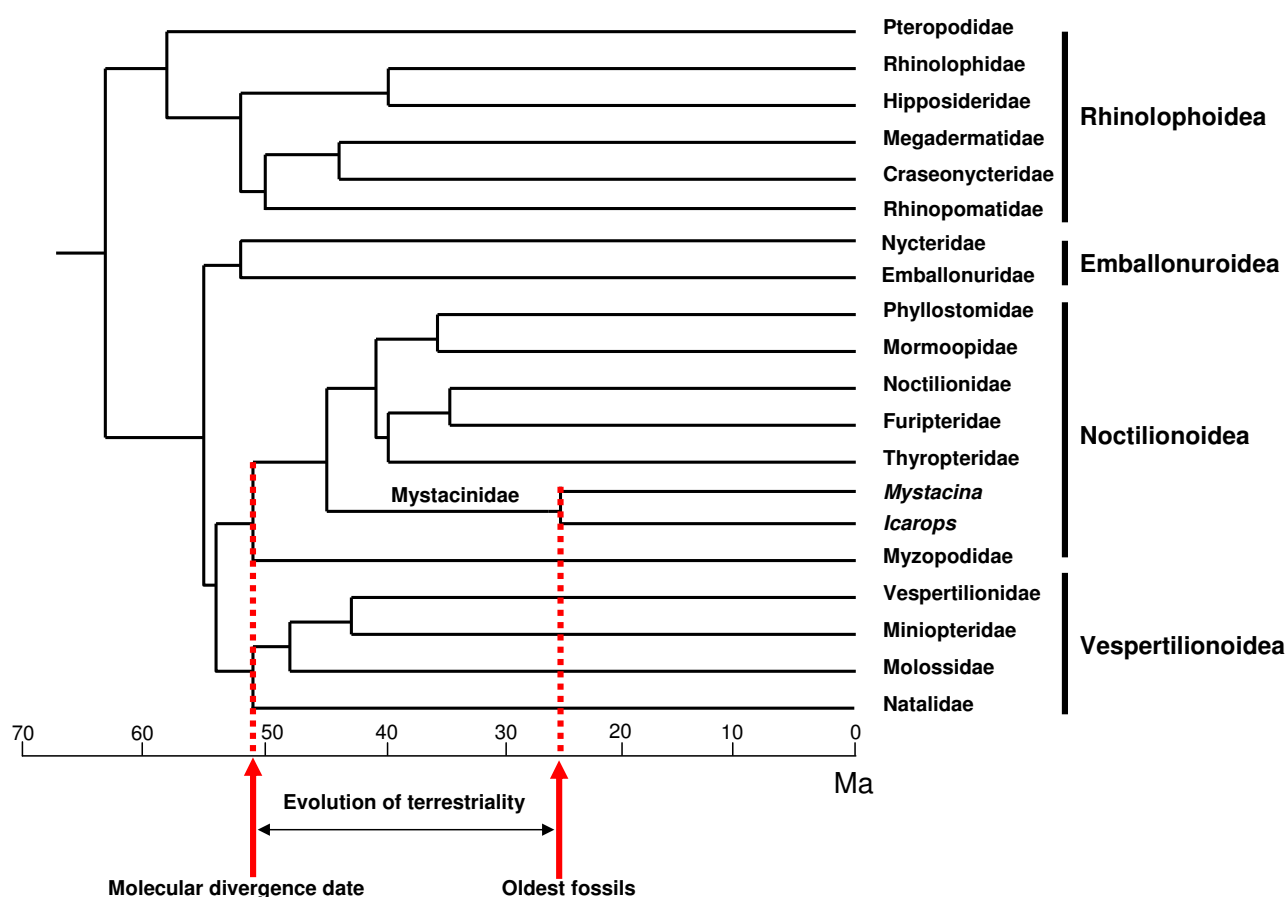 Pteropodidae
Rhinolophidae
Hipposideridae
Megadermatidae
Craseonycteridae
Rhinopomatidae
Rhinolophoidea
Nycteridae
Emballonuridae
Emballonuroidea
Phyllostomidae
Mormoopidae
Noctilionidae
Furipteridae
Thyropteridae
Mystacinidae
Mystacina
Icarops
Myzopodidae
Noctilionoidea
Vespertilionidae
Miniopteridae
Molossidae
Natalidae
Vespertilionoidea
70 60 50 40 30 20 10 0
Ma
Evolution of terrestriality
Molecular divergence date
Oldest fossils